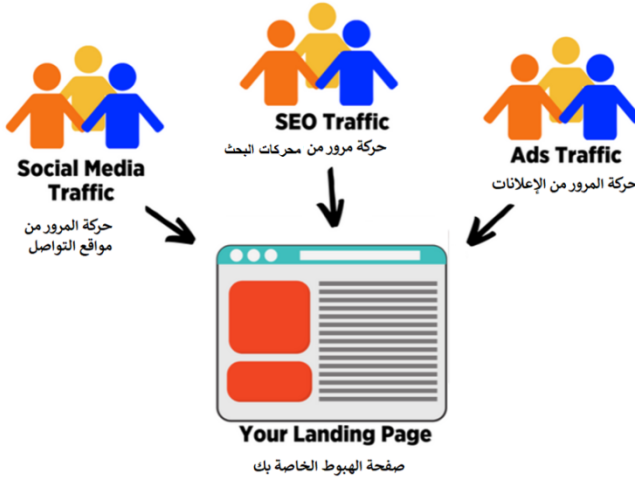 SEO Traffic
حركة مرور من محركات البحث
Social Media
Traffic
حركة المرور من
مواقع التواصل
Ads Traffic
حركة المرور من الإعلانات
Your Landing Page
صفحة الهبوط الخاصة بك